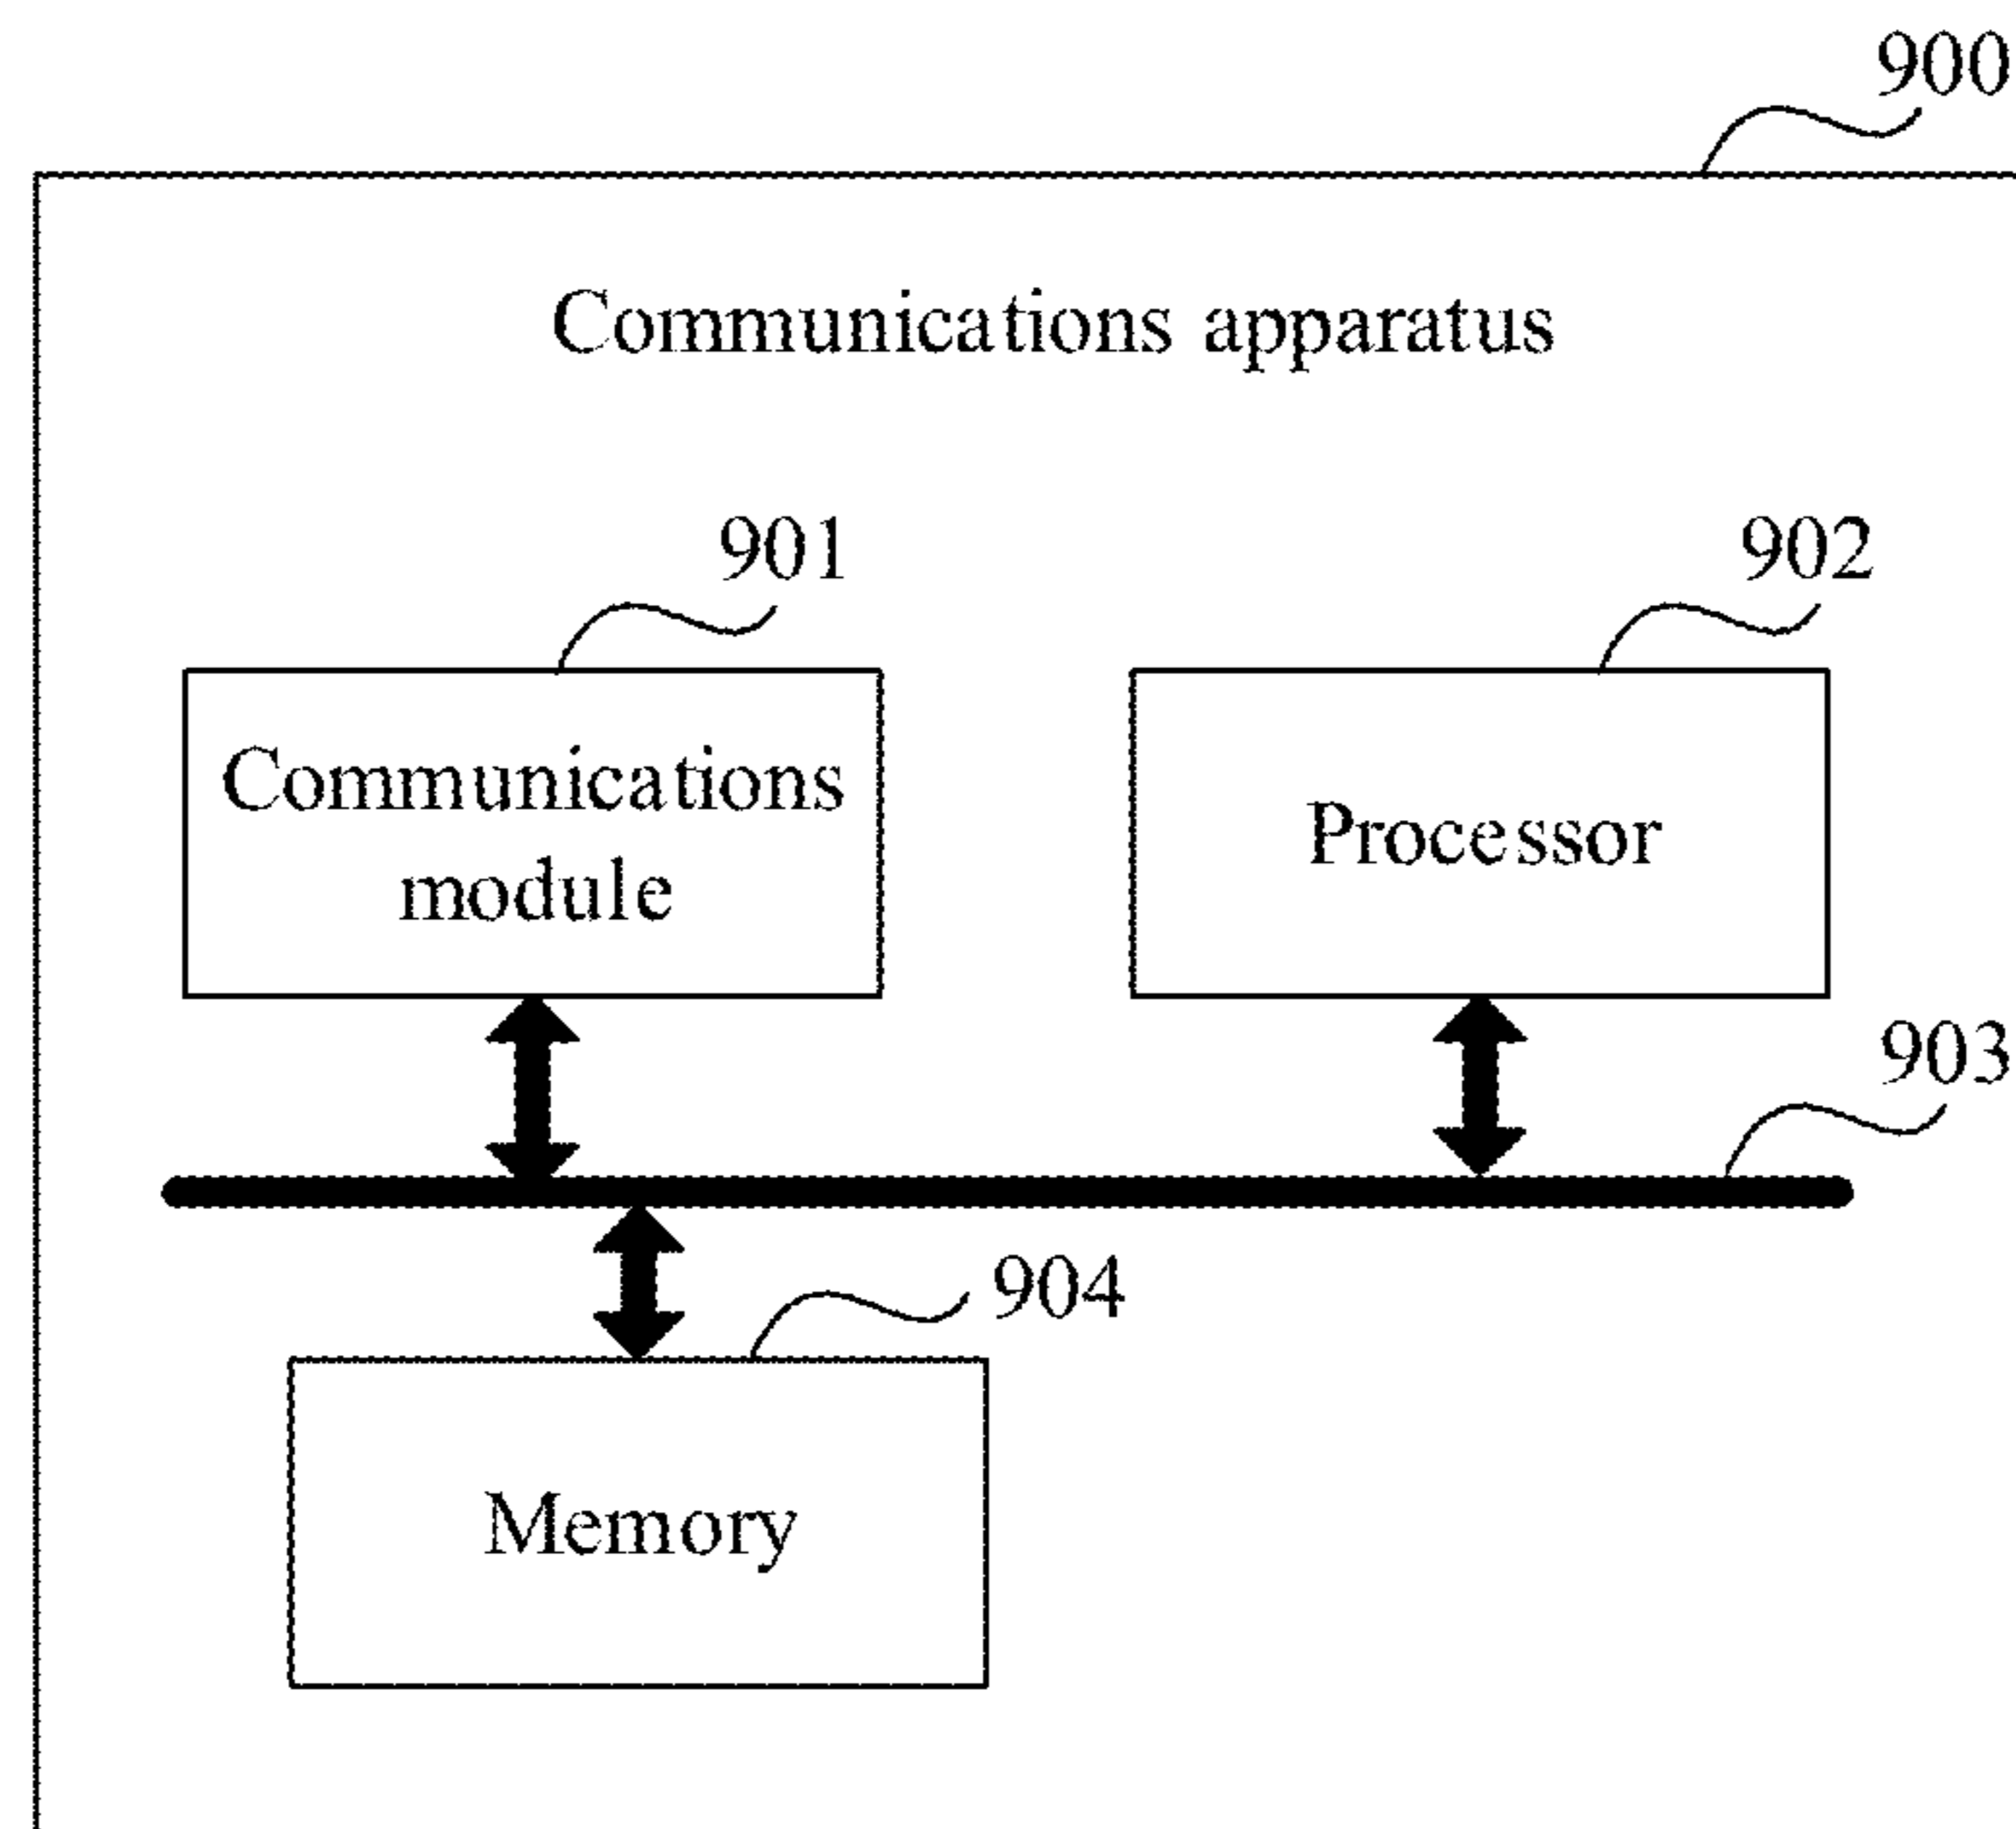 900
Communications apparatus
901
902
Communications
module
Processor
903
904
Memory